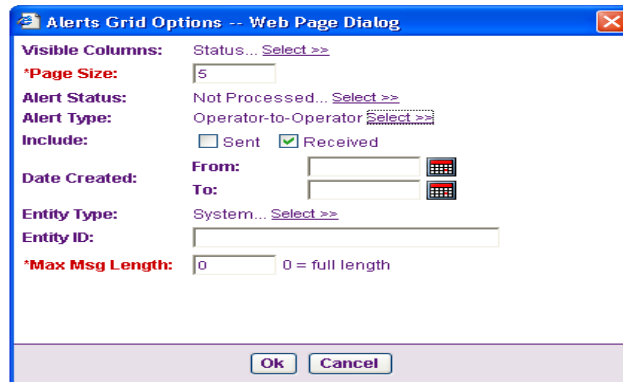 Alerts Grid Options -- Web Page Dialog
Visible Columns: Status... Select >>
*Page Size: 5
Alert Status: Not Processed... Select >>
Alert Type: Operator-to-Operator Select >>
Include: Sent Received
Date Created: From:
To:
Entity Type: System... Select >>
Entity ID:
*Max Msg Length: 0 0 = full length
Ok Cancel